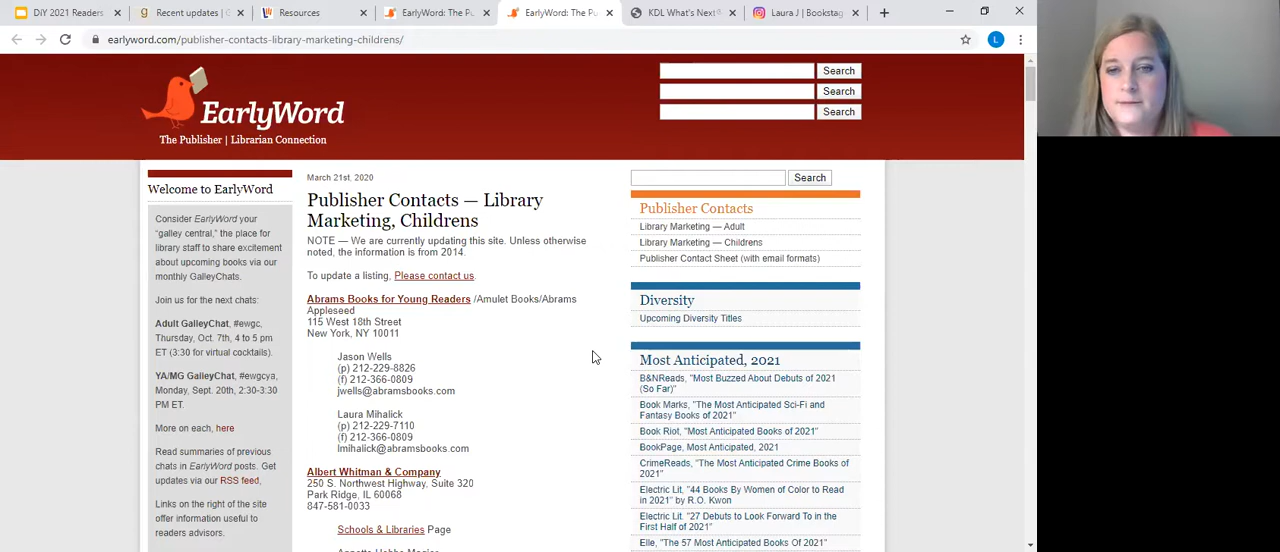 DiY 2021 Readers
Recent updates | G
Resources
EarlyWord: The Pu
EarlyWord: The Pu
KDL What's Next®
Laura J | Bookstag
earlyword.com/publisher-contacts-library-marketing-childrens/
L
EarlyWord
The Publisher | Librarian Connection
Search
Search
Search
Welcome to EarlyWord
Consider EarlyWord your
"galley central," the place for
library staff to share excitement
about upcoming books via our
monthly GalleyChats.
Join us for the next chats:
Adult GalleyChat, #ewgc,
Thursday, Oct. 7th, 4 to 5 pm
ET (3:30 for virtual cocktails).
YA/MG GalleyChat, #ewgcya,
Monday, Sept. 20th, 2:30-3:30
PM ET.
More on each, here
Read summaries of previous
chats in EarlyWord posts. Get
updates via our RSS feed,
Links on the right of the site
offer information useful to
readers advisors.
March 21st, 2020
Publisher Contacts — Library
Marketing, Childrens
NOTE — We are currently updating this site. Unless otherwise
noted, the information is from 2014.
To update a listing, Please contact us.
Abrams Books for Young Readers /Amulet Books/Abrams
Appleseed
115 West 18th Street
New York, NY 10011
Jason Wells
(p) 212-229-8826
(f) 212-366-0809
jwells@abramsbooks.com
Laura Mihalick
(p) 212-229-7110
(f) 212-366-0809
lmihalick@abramsbooks.com
Albert Whitman & Company
250 S. Northwest Highway, Suite 320
Park Ridge, IL 60068
847-581-0033
Schools & Libraries Page
Search
Publisher Contacts
Library Marketing — Adult
Library Marketing — Childrens
Publisher Contact Sheet (with email formats)
Diversity
Upcoming Diversity Titles
Most Anticipated, 2021
B&NReads, "Most Buzzed About Debuts of 2021
(So Far)"
Book Marks, "The Most Anticipated Sci-Fi and
Fantasy Books of 2021"
Book Riot, "Most Anticipated Books of 2021"
BookPage, Most Anticipated, 2021
CrimeReads, "The Most Anticipated Crime Books of
2021"
Electric Lit, "44 Books By Women of Color to Read
in 2021" by R.O. Kwon
Electric Lit. "27 Debuts to Look Forward To in the
First Half of 2021"
Elle, "The 57 Most Anticipated Books Of 2021"